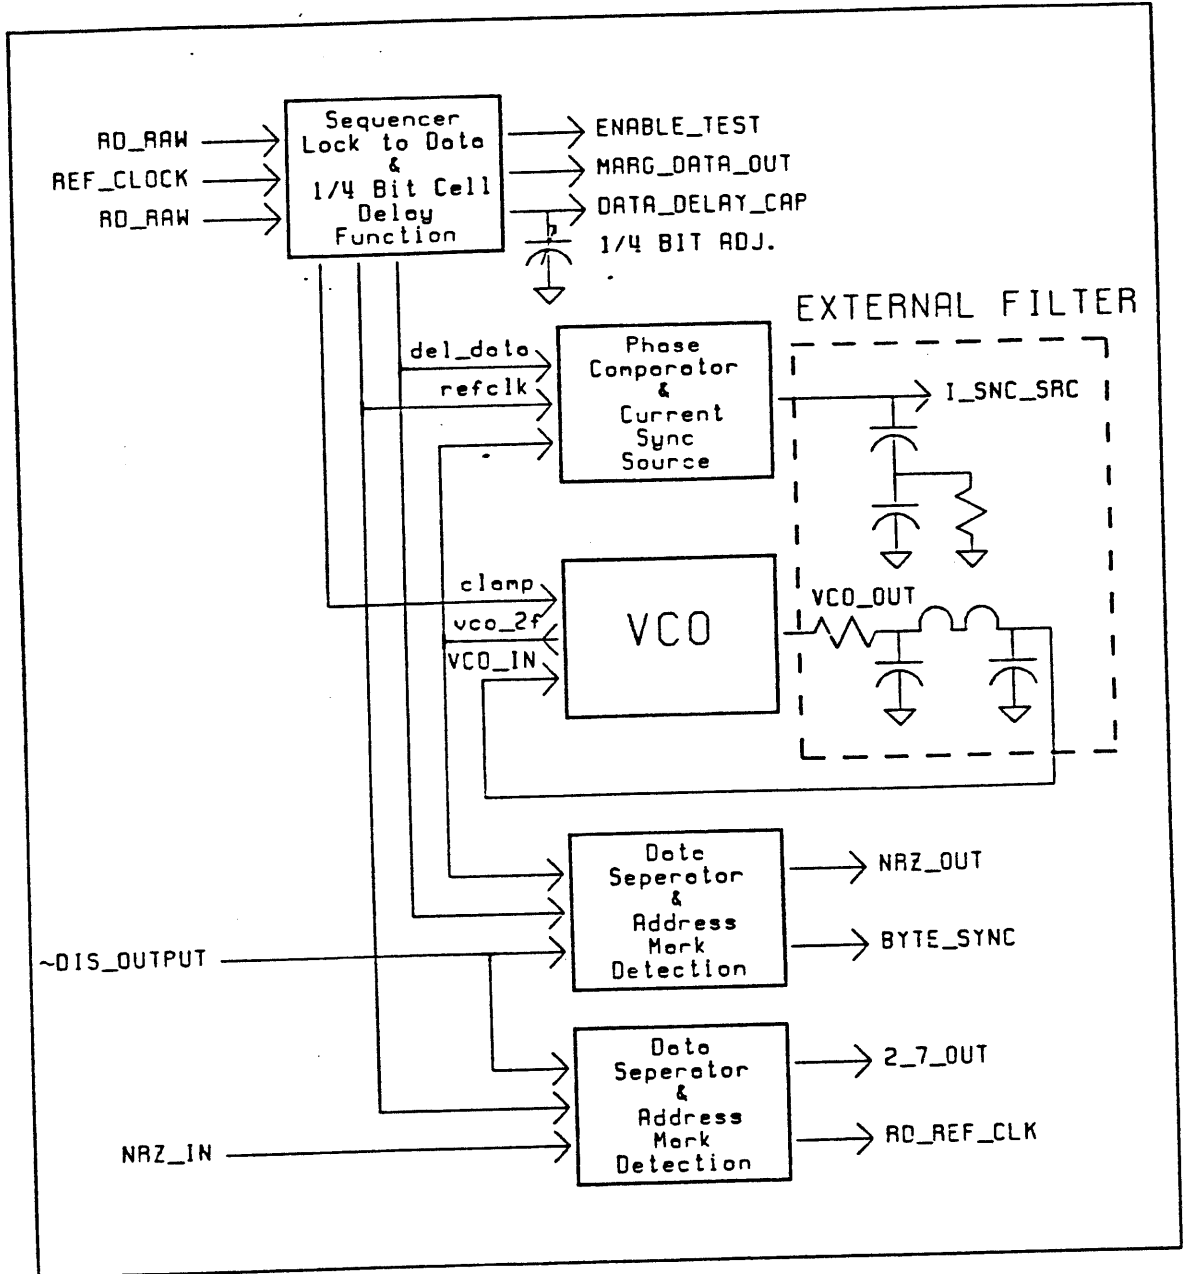 Sequencer
Lock to Data
&
1/4 Bit Cell
Delay
Function
RD_RAW
REF_CLOCK
RD_RAW
ENABLE_TEST
MARG_DATA_OUT
DATA_DELAY_CAP
1/4 BIT ADJ.
EXTERNAL FILTER
del_data
refclk
Phase
Comparator
&
Current
Sync
Source
I_SNC_SRC
clamp
vco_2f
VCO_IN
VCO
VCO_OUT
Data
Seperator
&
Address
Mark
Detection
NRZ_OUT
BYTE_SYNC
~DIS_OUTPUT
Data
Seperator
&
Address
Mark
Detection
2_7_OUT
RD_REF_CLK
NRZ_IN